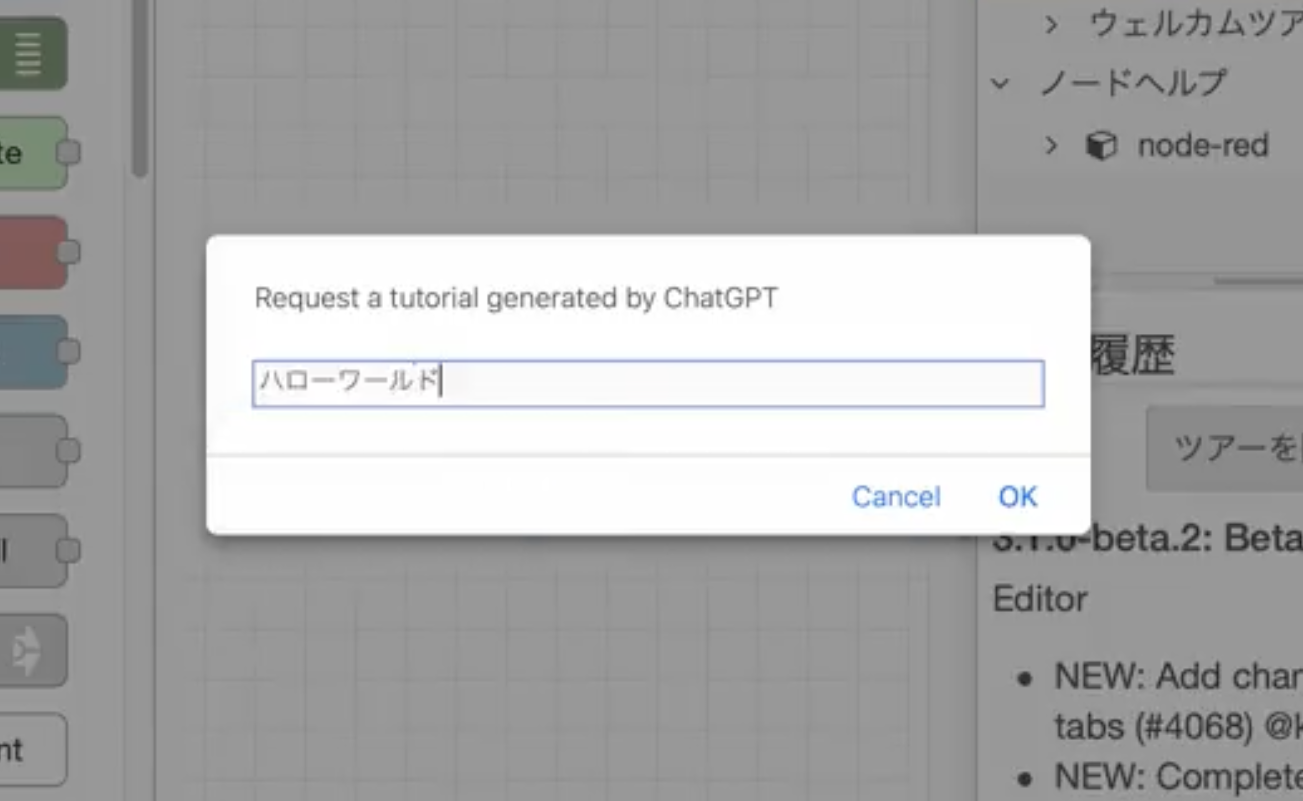 ウェルカムツア
ノードヘルプ
node-red
te
Request a tutorial generated by ChatGPT
ハローワールド
Cancel
OK
履歴
ツアーを
3.1.0-beta.2: Beta
Editor
NEW: Add char
tabs (#4068) @k
NEW: Complete
l
nt